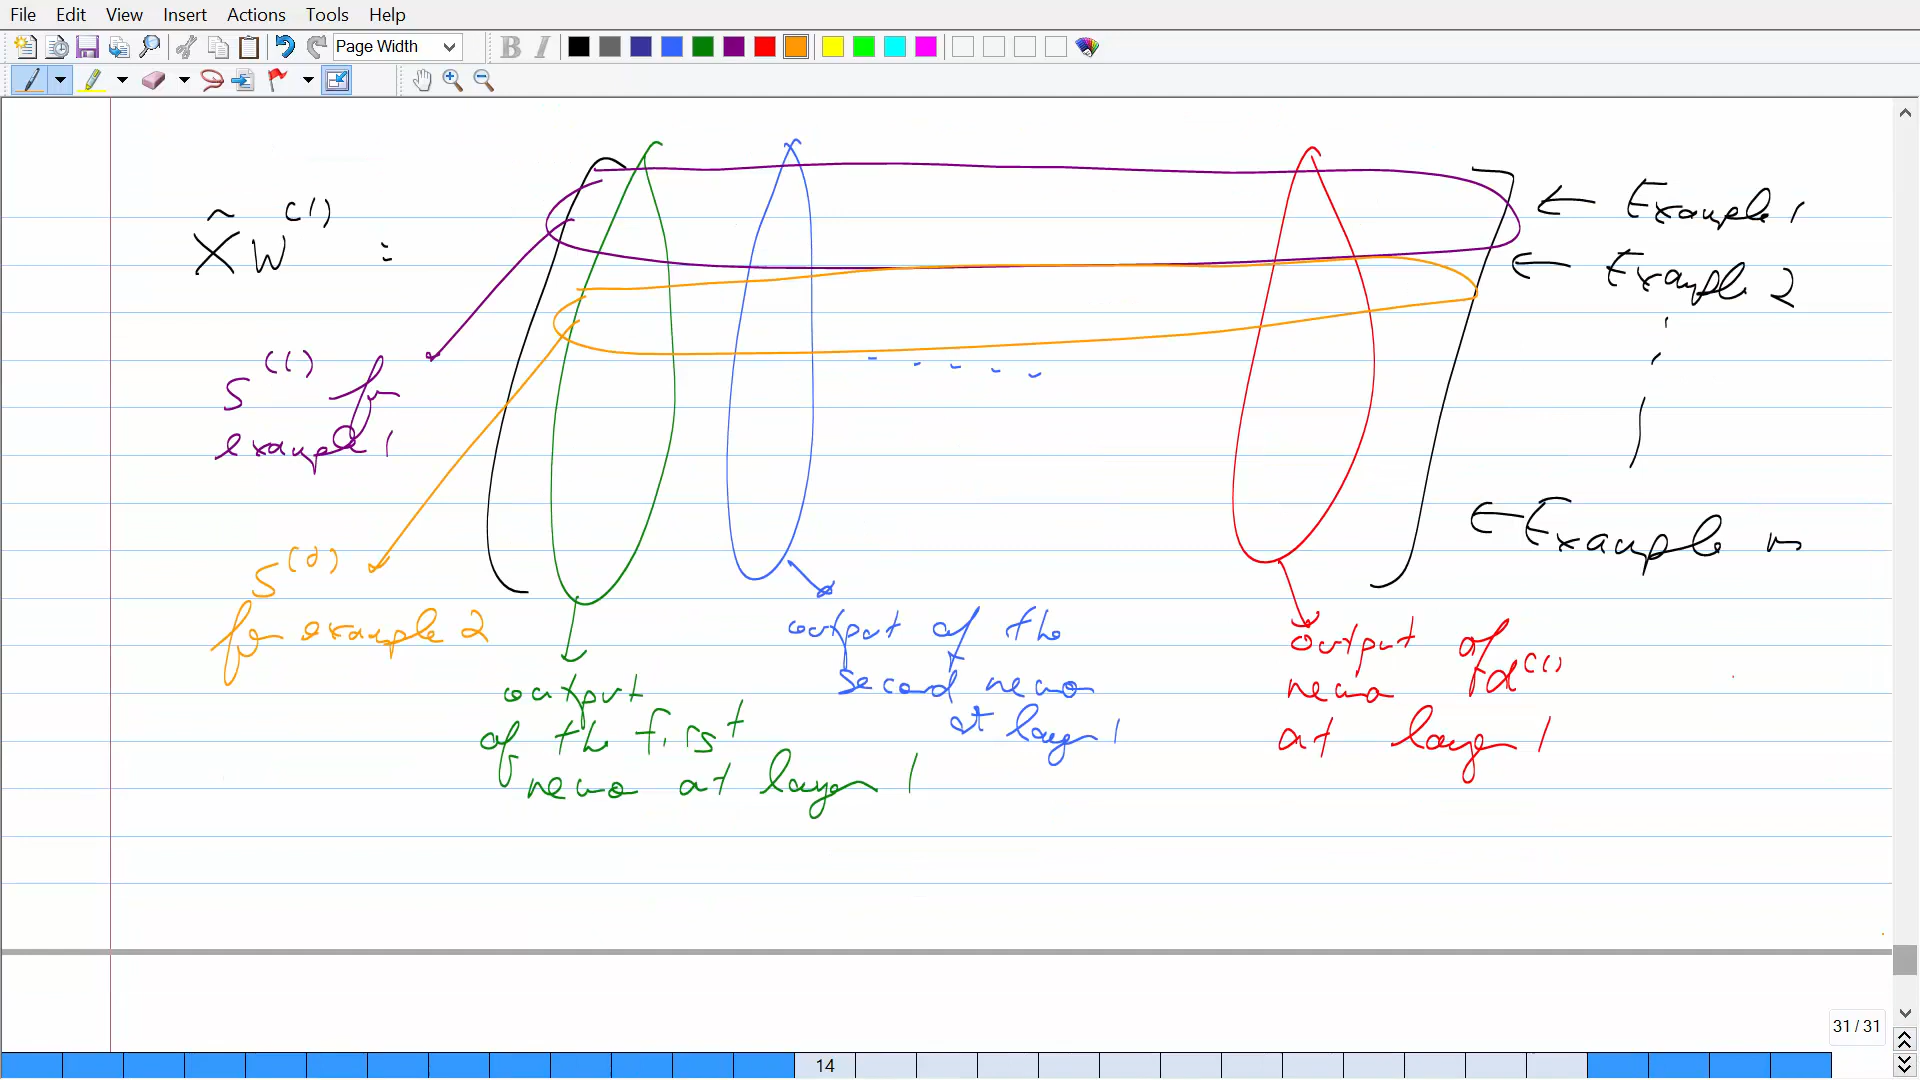 File Edit View Insert Actions Tools Help
Page Width
B I
X̃W^(1) :
← Example 1
← Example 2
← Example n
S^(1) for
example 1
S^(2)
for example 2
output
of the first
neuron at layer 1
output of the
second neuron
at layer 1
output of
neuron d^(1)
at layer 1
31 / 31
14